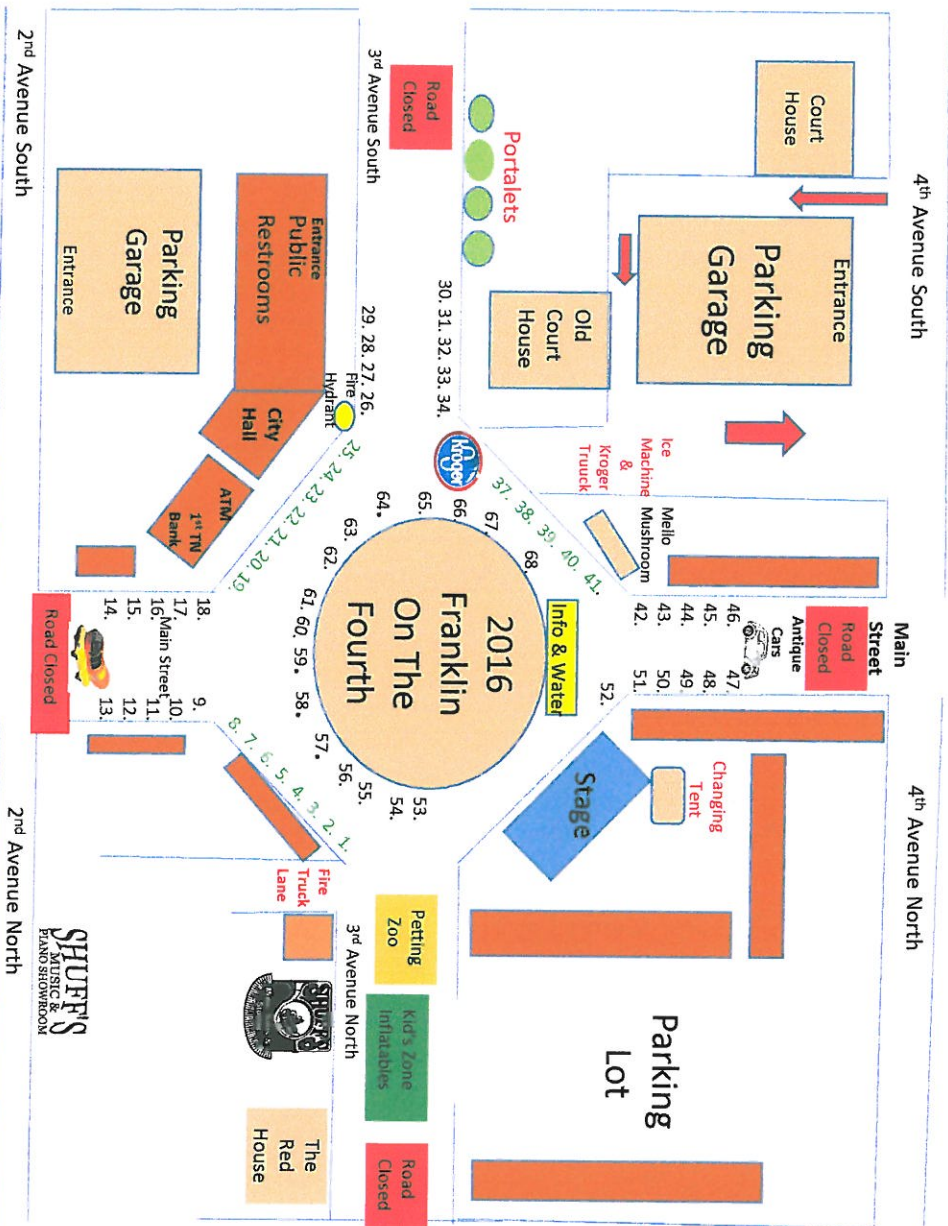 4th Avenue South
Main
Street
4th Avenue North
Court
House
Entrance
Parking
Garage
Road
Closed
Antique
Cars
Mello
Mushroom
Ice
Machine
&
Kroger
Truuck
46. 47.
45. 48.
44. 49.
43. 50.
42. 51.
52.
Changing
Tent
Parking
Lot
Old
Court
House
Portalets
Stage
37. 38. 39. 40. 41.
Info & Water
30. 31. 32. 33. 34.
Kroger
65. 66. 67. 68.
2016
Franklin
On The
Fourth
53.
54.
55.
56.
57.
58.
59.
60.
61.
62.
63.
64.
Road
Closed
3rd Avenue South
Petting
Zoo
Kid's Zone
Inflatables
Road
Closed
3rd Avenue North
29. 28. 27. 26.
Fire
Hydrant
25. 24. 23. 22. 21. 20. 19.
8. 7. 6. 5. 4. 3. 2. 1.
Fire
Truck
Lane
SHUFF'S
The
Red
House
Entrance
Public
Restrooms
City
Hall
ATM
1st TN
Bank
18. 9.
17. 10.
16. Main Street 11.
15. 12.
14. 13.
Parking
Garage
Entrance
Road Closed
SHUFF'S
MUSIC &
PIANO SHOWROOM
2nd Avenue South
2nd Avenue North